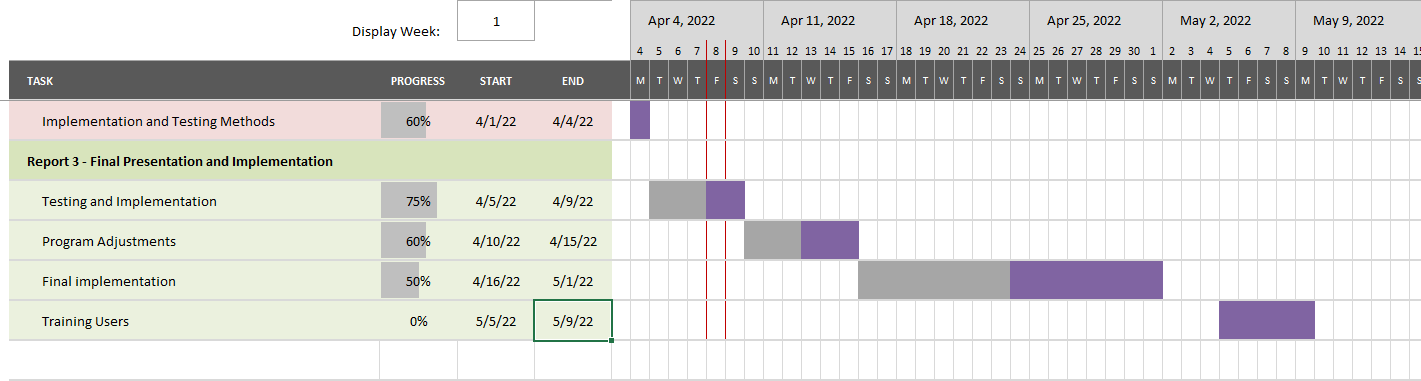 Display Week: 1 Apr 4, 2022 Apr 11, 2022 Apr 18, 2022 Apr 25, 2022 May 2, 2022 May 9, 2022
4 5 6 7 8 9 10 11 12 13 14 15 16 17 18 19 20 21 22 23 24 25 26 27 28 29 30 1 2 3 4 5 6 7 8 9 10 11 12 13 14 15
TASK PROGRESS START END M T W T F S S M T W T F S S M T W T F S S M T W T F S S M T W T F S S M T W T F S S
Implementation and Testing Methods 60% 4/1/22 4/4/22
Report 3 - Final Presentation and Implementation
Testing and Implementation 75% 4/5/22 4/9/22
Program Adjustments 60% 4/10/22 4/15/22
Final implementation 50% 4/16/22 5/1/22
Training Users 0% 5/5/22 5/9/22